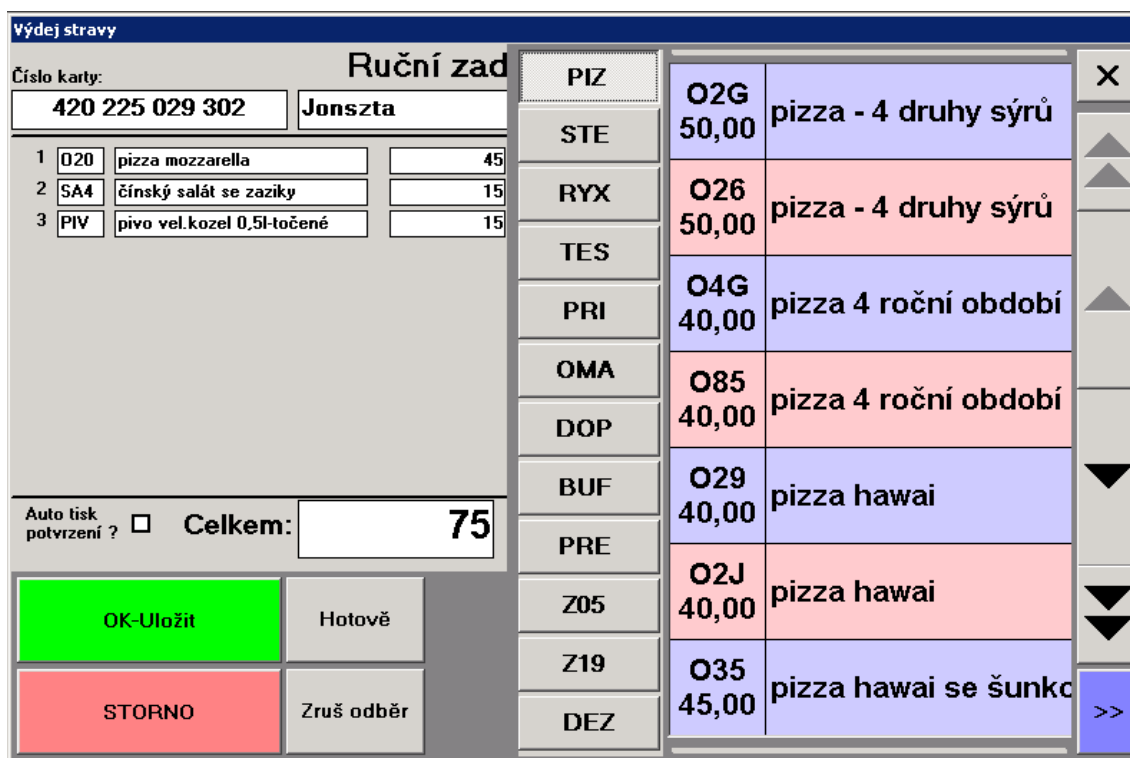 Výdej stravy
Ruční zad
Číslo karty:
420 225 029 302 Jonszta
1 020 pizza mozzarella 45
2 SA4 čínský salát se zaziky 15
3 PIV pivo vel.kozel 0,5l-točené 15
Auto tisk
potvrzení ?
Celkem: 75
OK-Uložit
Hotově
STORNO
Zruš odběr
PIZ
STE
RYX
TES
PRI
OMA
DOP
BUF
PRE
Z05
Z19
DEZ
O2G
50,00 pizza - 4 druhy sýrů
O26
50,00 pizza - 4 druhy sýrů
O4G
40,00 pizza 4 roční období
O85
40,00 pizza 4 roční období
O29
40,00 pizza hawai
O2J
40,00 pizza hawai
O35
45,00 pizza hawai se šunko
>>